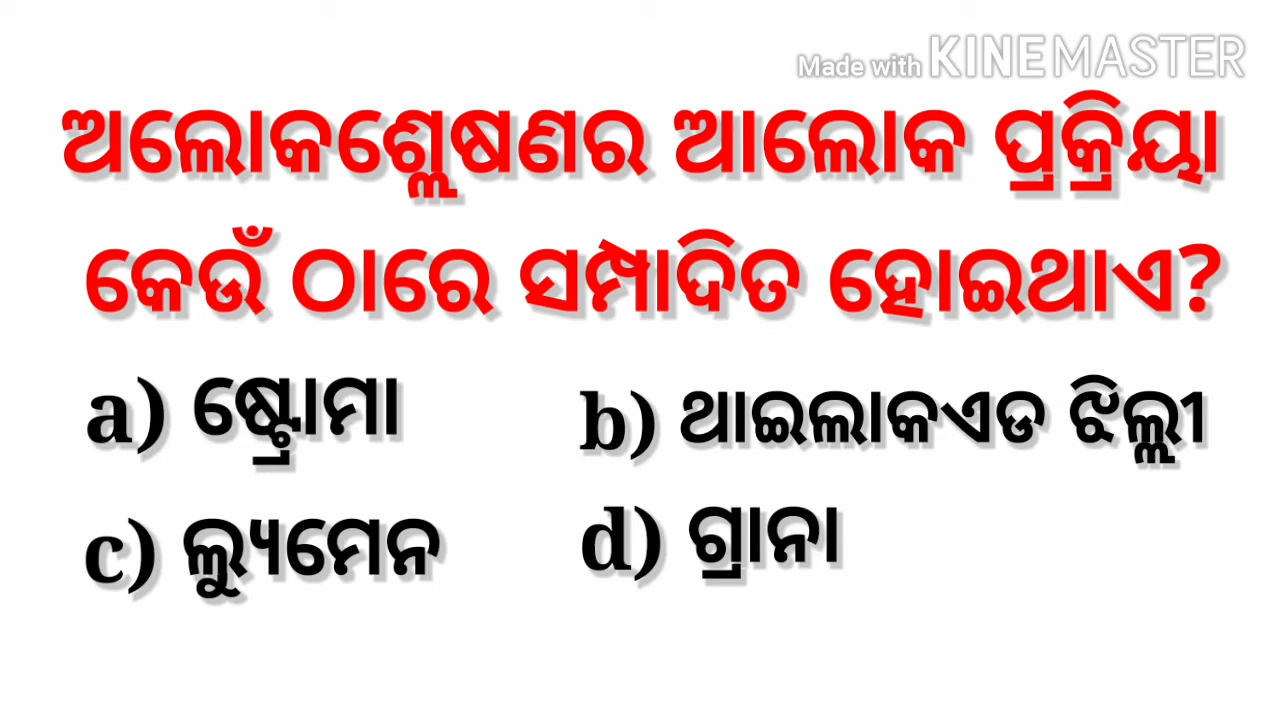 Made with KINEMASTER
ଅଲୋକଶ୍ଳେଷଣର ଆଲୋକ ପ୍ରକ୍ରିୟା
କେଉଁ ଠାରେ ସମ୍ପାଦିତ ହୋଇଥାଏ?
a) ଷ୍ଟ୍ରୋମା b) ଥାଇଲାକଏଡ ଝିଲ୍ଲୀ
c) ଲ୍ୟୁମେନ d) ଗ୍ରାନା